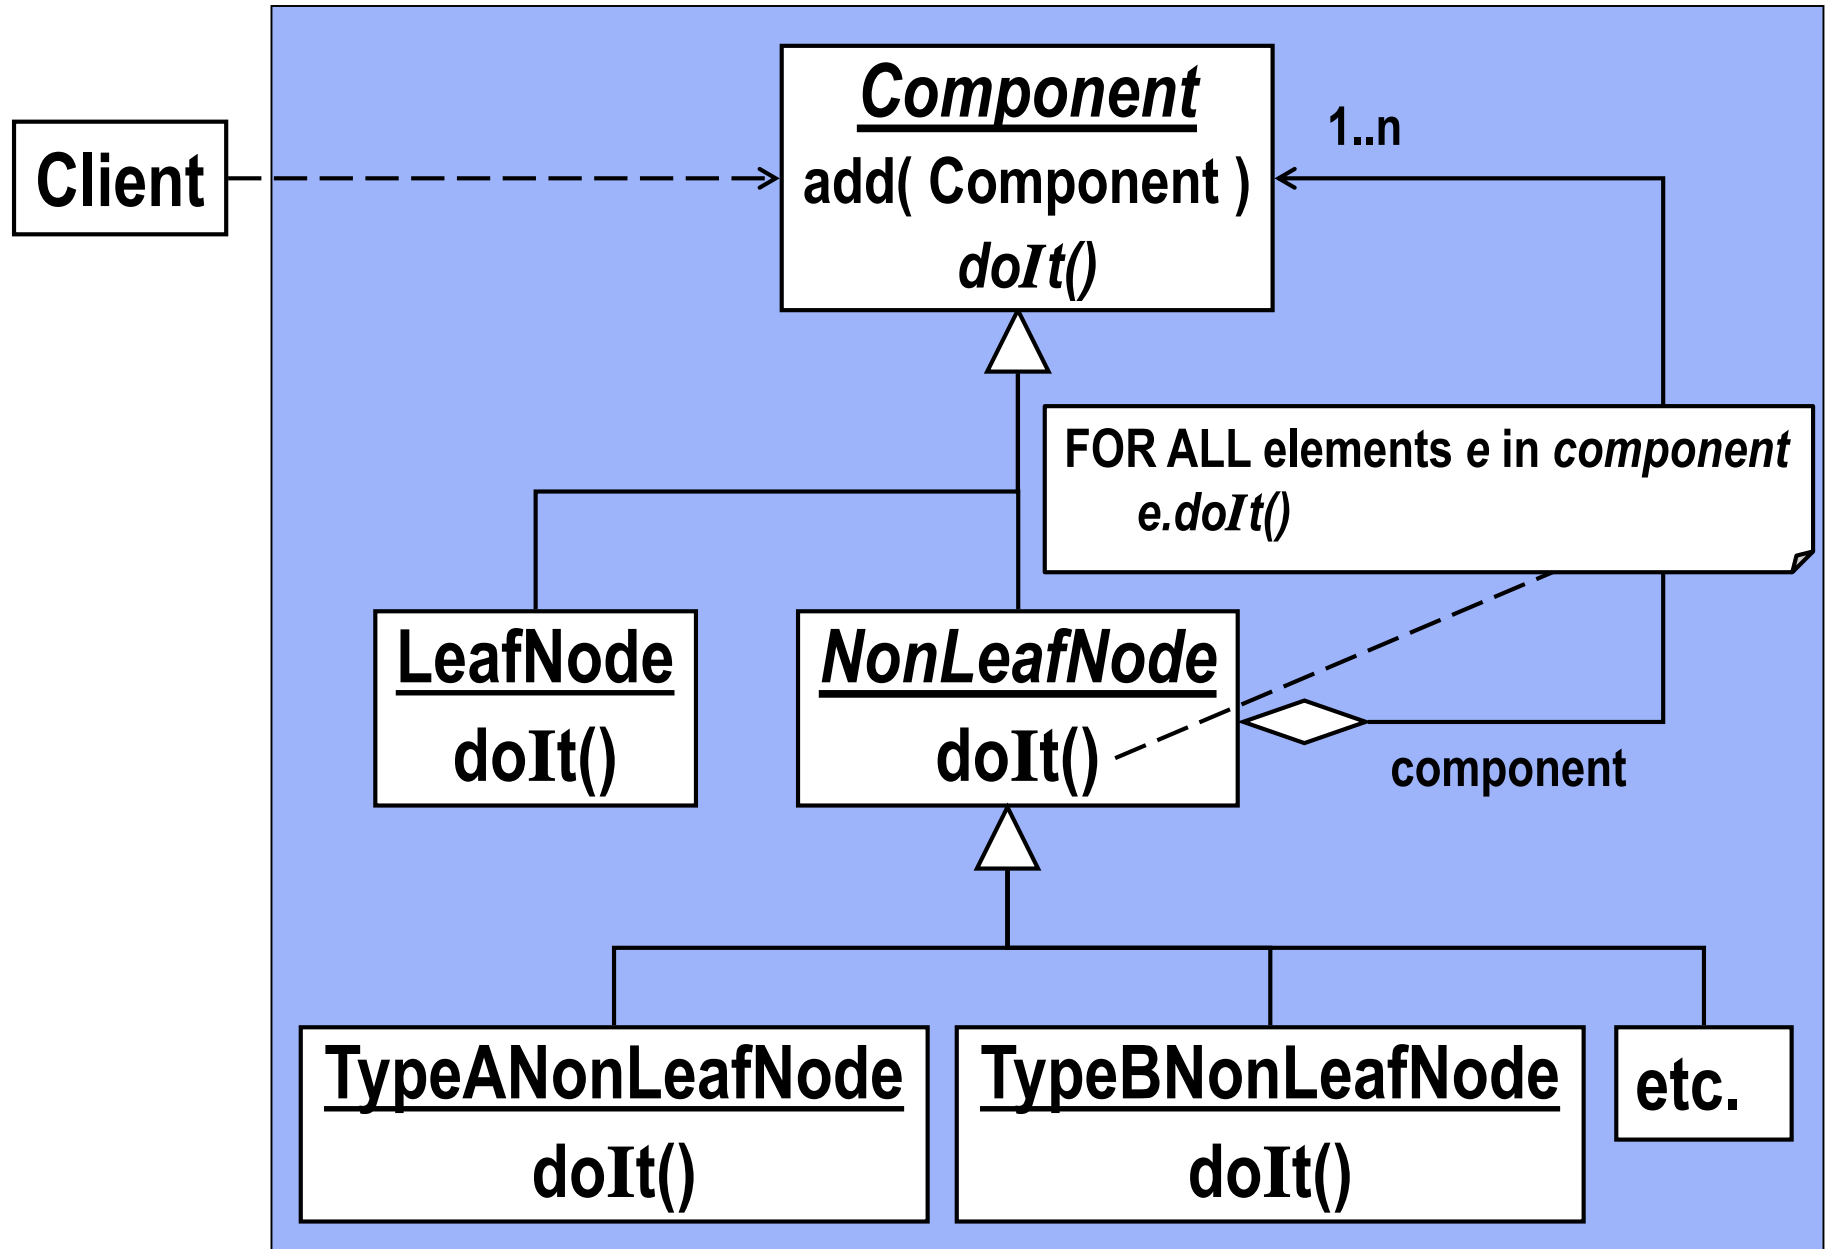 Component
1..n
Client
add( Component )
doIt()
FOR ALL elements e in component
e.doIt()
LeafNode
doIt()
NonLeafNode
doIt()
component
TypeANonLeafNode
doIt()
TypeBNonLeafNode
doIt()
etc.